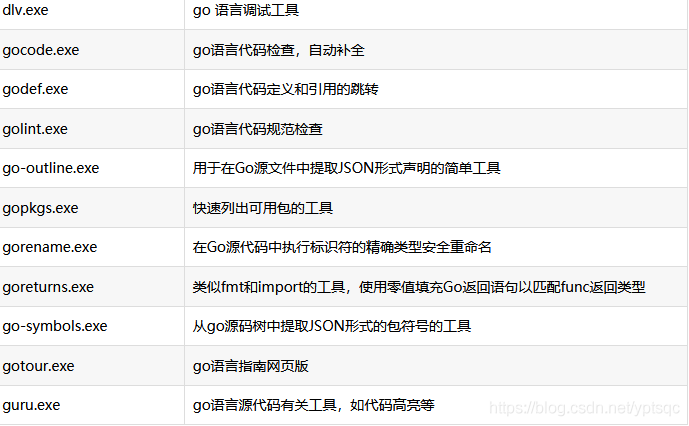 dlv.exe go 语言调试工具
gocode.exe go语言代码检查，自动补全
godef.exe go语言代码定义和引用的跳转
golint.exe go语言代码规范检查
go-outline.exe 用于在Go源文件中提取JSON形式声明的简单工具
gopkgs.exe 快速列出可用包的工具
gorename.exe 在Go源代码中执行标识符的精确类型安全重命名
goreturns.exe 类似fmt和import的工具，使用零值填充Go返回语句以匹配func返回类型
go-symbols.exe 从go源码树中提取JSON形式的包符号的工具
gotour.exe go语言指南网页版
guru.exe go语言源代码有关工具，如代码高亮等
https://blog.csdn.net/yptsqc